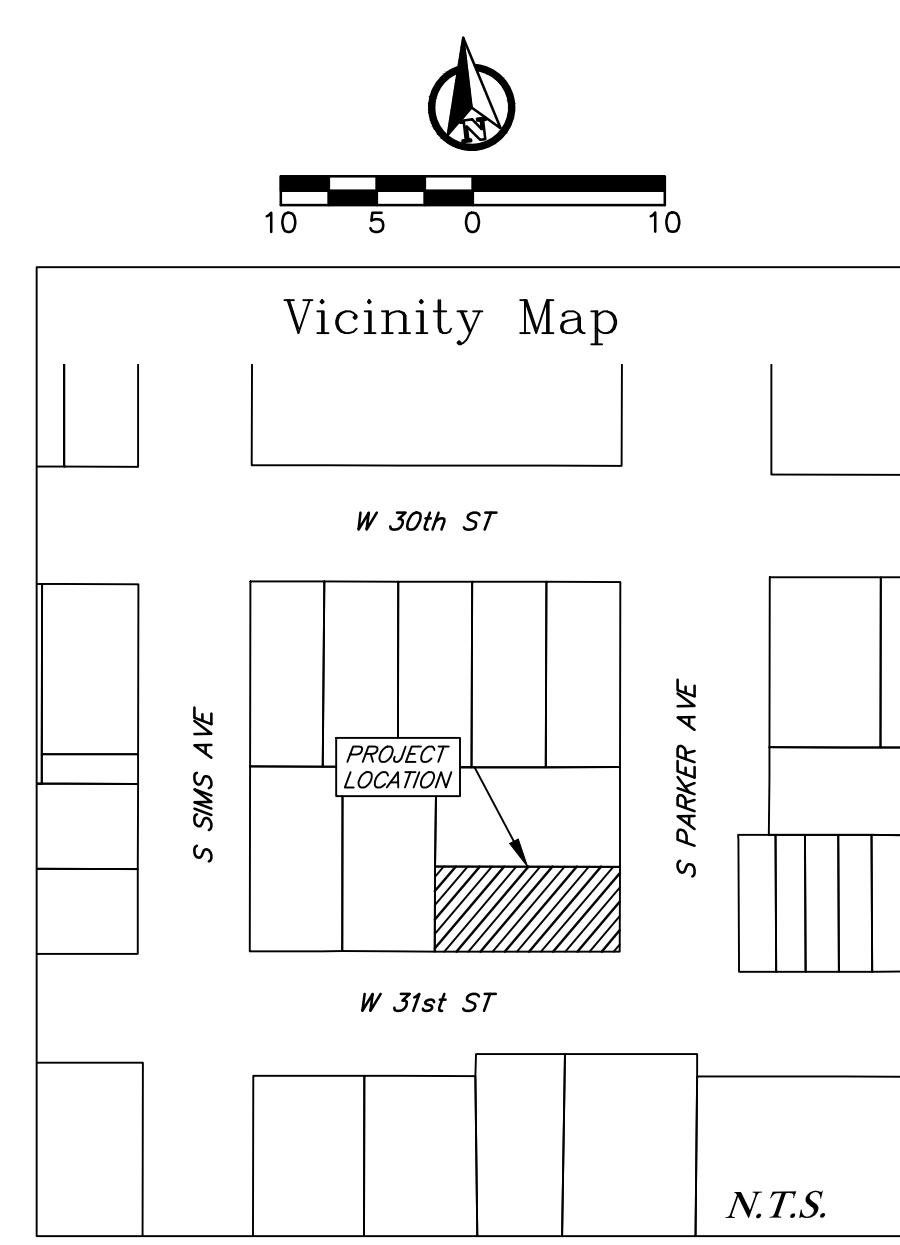 N
10 5 0 10
Vicinity Map
W 30th ST
S SIMS AVE
S PARKER AVE
PROJECT
LOCATION
W 31st ST
N.T.S.